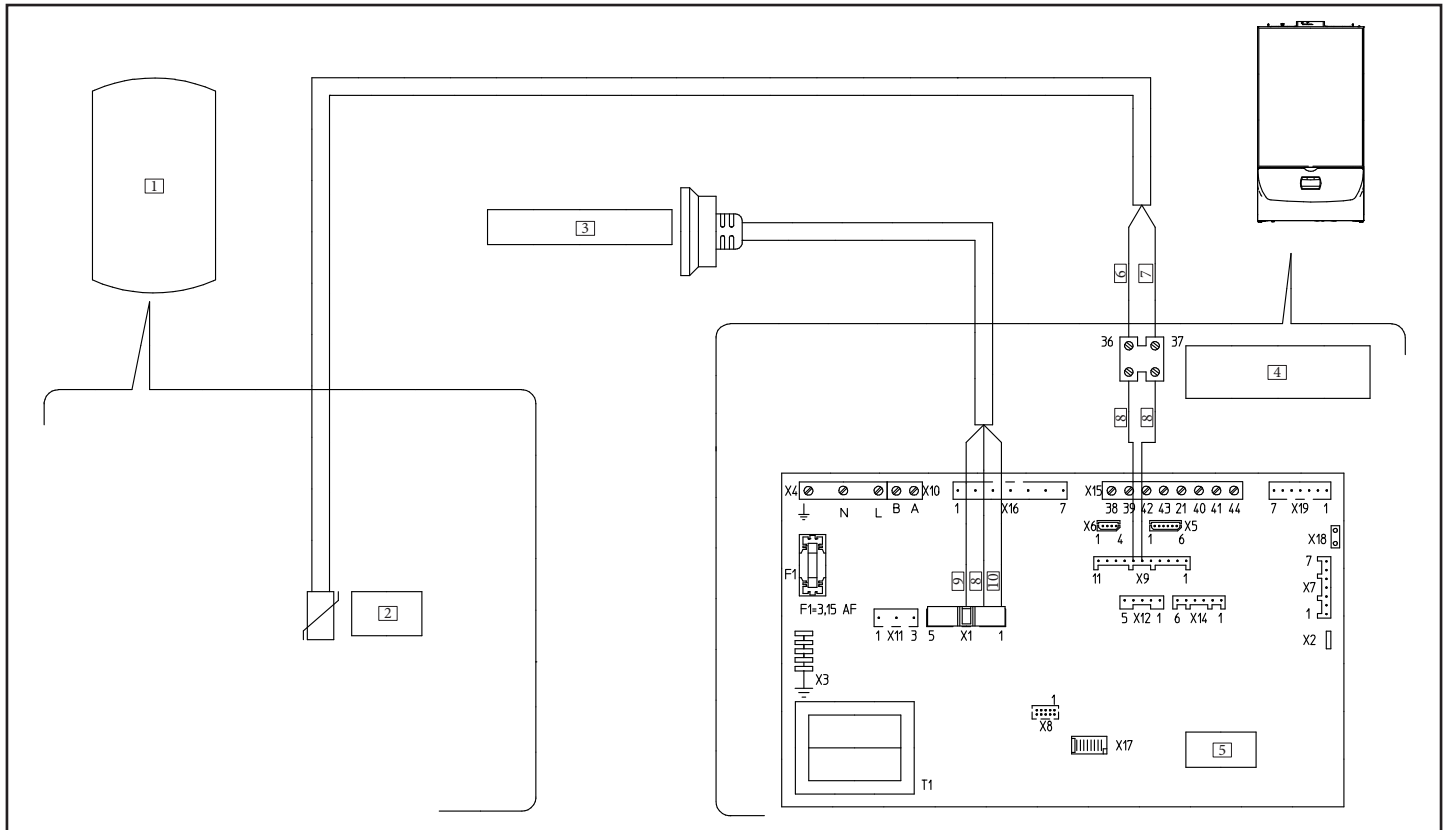 1
3
6
7
36
37
4
8
8
X4
N
L
B
A
X10
1
X16
7
X15
38 39 42 43 21 40 41 44
7 X19 1
X6
1 4
1 6
X5
X18
F1
F1=3,15 AF
9
8
10
11 X9 1
7
X7
1
2
1 X11 3
5 X1 1
5 X12 1
6 X14 1
X2
X3
1
X8
X17
5
T1